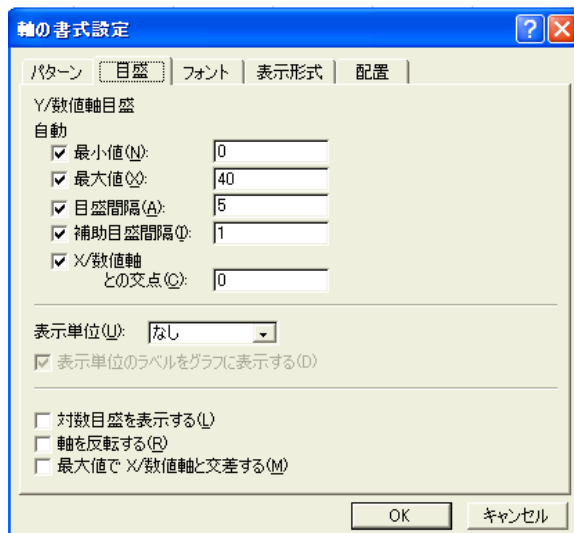 軸の書式設定
パターン 目盛 フォント 表示形式 配置
Y/数値軸目盛
自動
最小値(N): 0
最大値(X): 40
目盛間隔(A): 5
補助目盛間隔(I): 1
X/数値軸
との交点(C): 0
表示単位(U): なし
表示単位のラベルをグラフに表示する(D)
対数目盛を表示する(L)
軸を反転する(R)
最大値で X/数値軸と交差する(M)
OK キャンセル